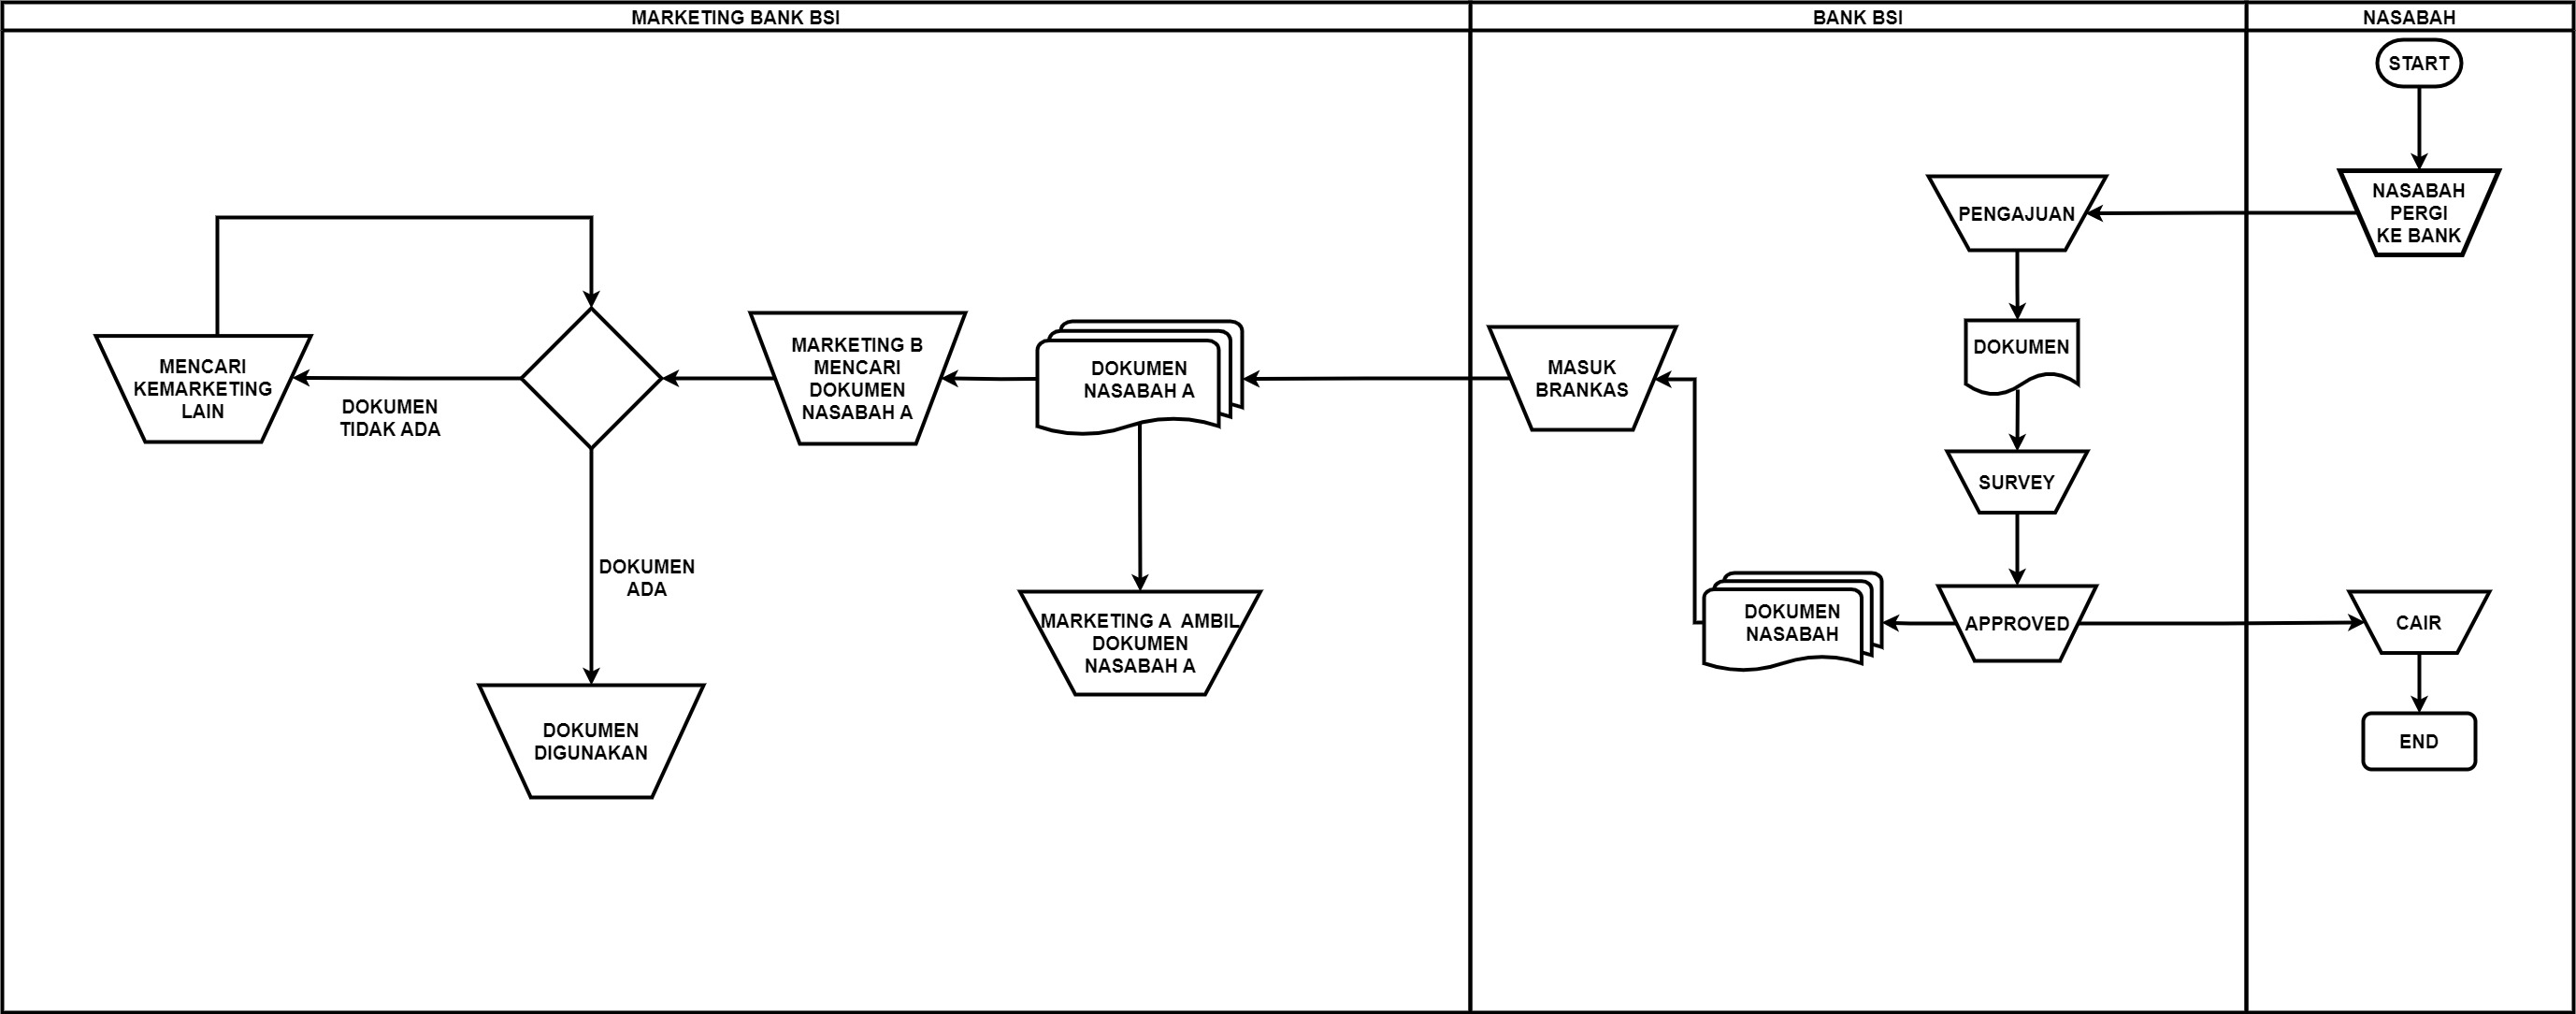 MARKETING BANK BSI
BANK BSI
NASABAH
START
NASABAH
PERGI
KE BANK
PENGAJUAN
DOKUMEN
SURVEY
APPROVED
CAIR
END
DOKUMEN
NASABAH
MASUK
BRANKAS
DOKUMEN
NASABAH A
MARKETING A  AMBIL
DOKUMEN
NASABAH A
MARKETING B
MENCARI
DOKUMEN
NASABAH A
DOKUMEN
TIDAK ADA
MENCARI
KEMARKETING
LAIN
DOKUMEN
ADA
DOKUMEN
DIGUNAKAN